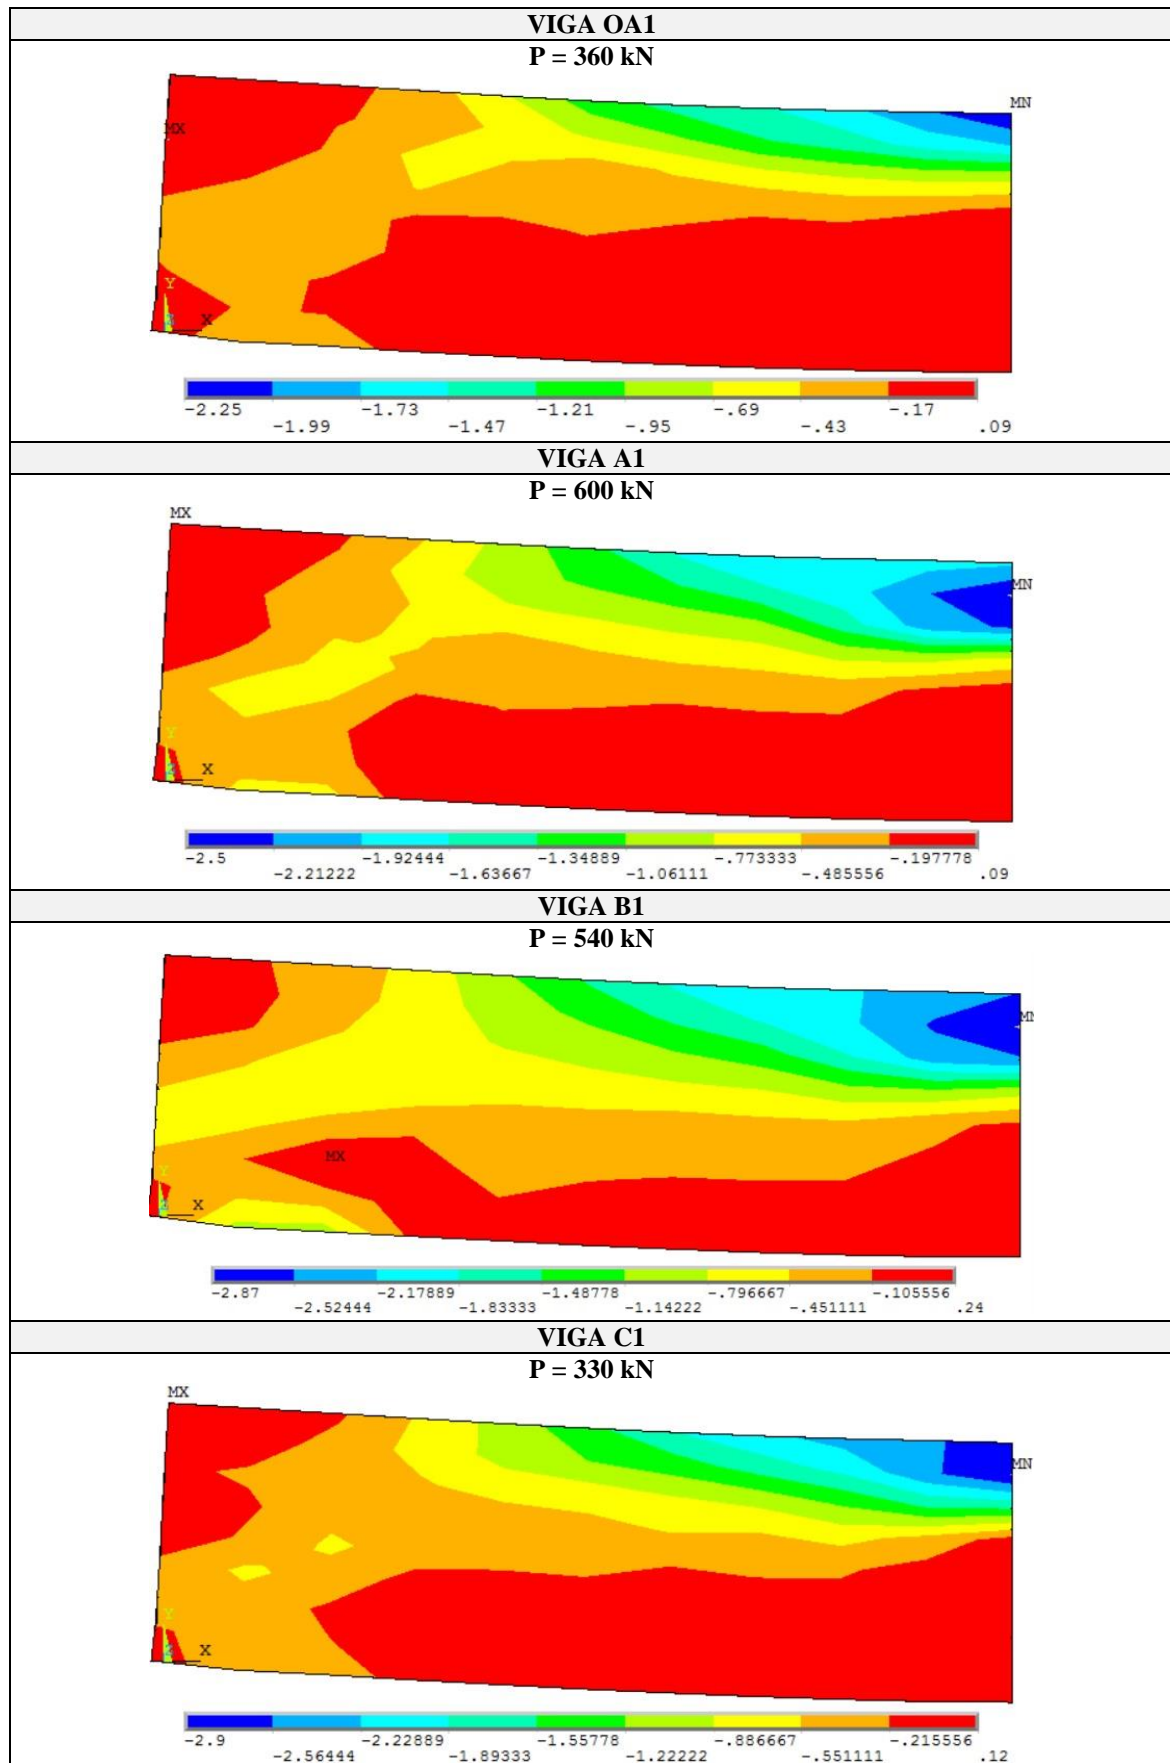 VIGA OA1
P = 360 kN
MN
MX
Y
X
-2.25 -1.73 -1.21 -.69 -.17
-1.99 -1.47 -.95 -.43 .09
VIGA A1
P = 600 kN
MX
MN
Y
X
-2.5 -1.92444 -1.34889 -.773333 -.197778
-2.21222 -1.63667 -1.06111 -.485556 .09
VIGA B1
P = 540 kN
MN
MX
Y
X
-2.87 -2.17889 -1.48778 -.796667 -.105556
-2.52444 -1.83333 -1.14222 -.451111 .24
VIGA C1
P = 330 kN
MX
MN
Y
X
-2.9 -2.22889 -1.55778 -.886667 -.215556
-2.56444 -1.89333 -1.22222 -.551111 .12